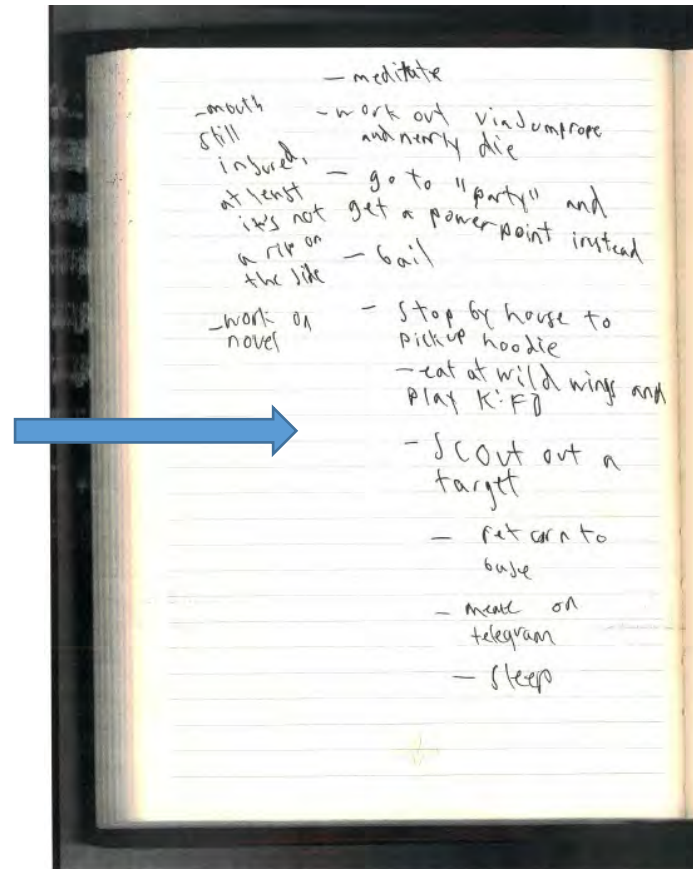 - meditate
- mouth
still
injured,
at least
it's not
a rip on
the side
- work on
novel
- work out via Jumprope
and nearly die
- go to "party" and
get a powerpoint instead
- bail
- Stop by house to
pickup hoodie
- eat at wild wings and
play K:FD
- SCOut out a
target
- return to
base
- meme on
telegram
- sleep